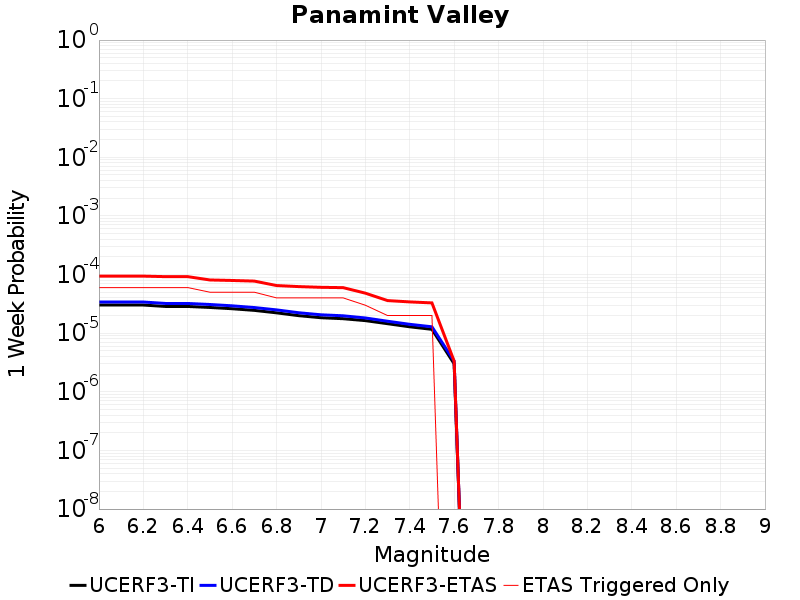 Panamint Valley
1 Week Probability
10^0
10^-1
10^-2
10^-3
10^-4
10^-5
10^-6
10^-7
10^-8
6 6.2 6.4 6.6 6.8 7 7.2 7.4 7.6 7.8 8 8.2 8.4 8.6 8.8 9
Magnitude
UCERF3-TI UCERF3-TD UCERF3-ETAS ETAS Triggered Only